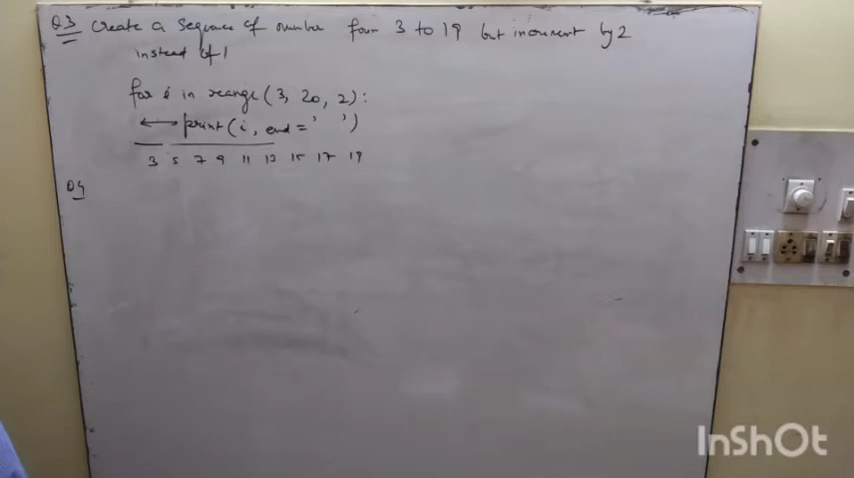 Q3 Create a Sequence of number from 3 to 19 but increment by 2
instead of 1
for i in range(3, 20, 2):
print(i, end=' ')
3 5 7 9 11 13 15 17 19
Q4
InShOt